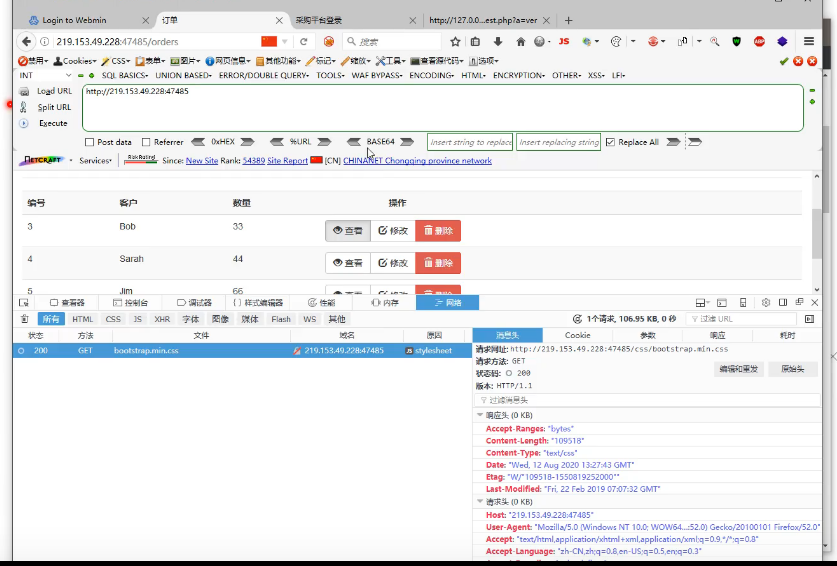 Login to Webmin
订单
采购平台登录
http://127.0.0...est.php?a=ver
219.153.49.228:47485/orders
搜索
禁用 Cookies CSS 表单 图片 网页信息 其他功能 标记 缩放 工具 查看源代码 选项
INT SQL BASICS UNION BASED ERROR/DOUBLE QUERY TOOLS WAF BYPASS ENCODING HTML ENCRYPTION OTHER XSS LFI
Load URL
http://219.153.49.228:47485
Split URL
Execute
Post data Referrer 0xHEX %URL BASE64 Insert string to replace Insert replacing string Replace All
NETCRAFT Services Risk Rating Since: New Site Rank: 54389 Site Report [CN] CHINANET Chongqing province network
编号 客户 数量 操作
3 Bob 33 查看 修改 删除
4 Sarah 44 查看 修改 删除
5 Jim 66 查看 修改 删除
查看器 控制台 调试器 {} 样式编辑器 性能 内存 网络
所有 HTML CSS JS XHR 字体 图像 媒体 Flash WS 其他 1个请求, 106.95 KB, 0 秒 过滤 URL
状态 方法 文件 域名 原因 消息头 Cookie 参数 响应 耗时
200 GET bootstrap.min.css 219.153.49.228:47485 stylesheet
请求网址: http://219.153.49.228:47485/css/bootstrap.min.css
请求方法: GET
状态码: 200 编辑和重发 原始头
版本: HTTP/1.1
过滤消息头
响应头 (0 KB)
Accept-Ranges: "bytes"
Content-Length: "109518"
Content-Type: "text/css"
Date: "Wed, 12 Aug 2020 13:27:43 GMT"
Etag: "W/"109518-1550819252000""
Last-Modified: "Fri, 22 Feb 2019 07:07:32 GMT"
请求头 (0 KB)
Host: "219.153.49.228:47485"
User-Agent: "Mozilla/5.0 (Windows NT 10.0; WOW64...:52.0) Gecko/20100101 Firefox/52.0"
Accept: "text/html,application/xhtml+xml,application/xml;q=0.9,*/*;q=0.8"
Accept-Language: "zh-CN,zh;q=0.8,en-US;q=0.5,en;q=0.3"